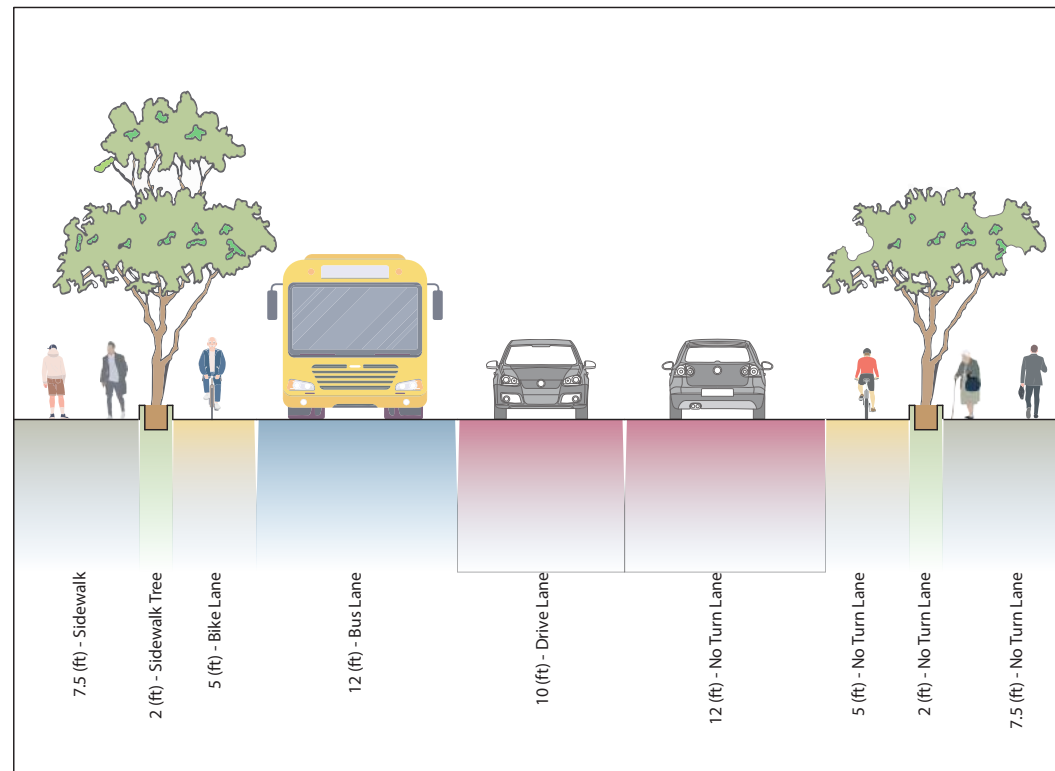 7.5 (ft) - Sidewalk
2 (ft) - Sidewalk Tree
5 (ft) - Bike Lane
12 (ft) - Bus Lane
10 (ft) - Drive Lane
12 (ft) - No Turn Lane
5 (ft) - No Turn Lane
2 (ft) - No Turn Lane
7.5 (ft) - No Turn Lane